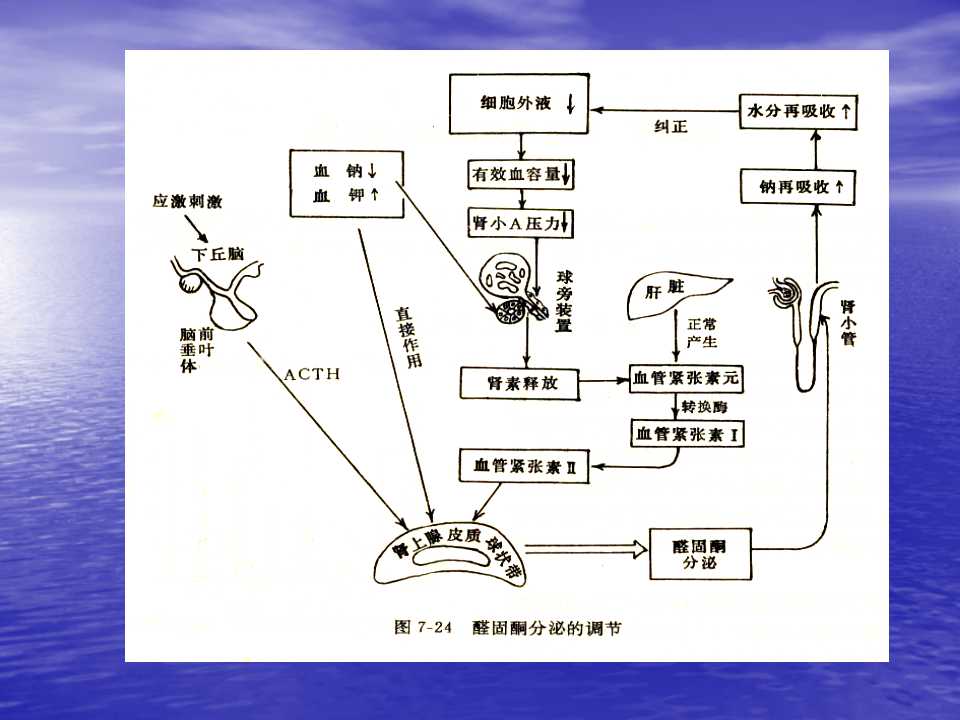 细胞外液 ↓
水分再吸收↑
纠正
血 钠↓
血 钾↑
有效血容量↓
钠再吸收↑
应激刺激
肾小A压力↓
下丘脑
球旁装置
肝脏
肾小管
脑垂体
前叶
直接作用
正常
产生
ACTH
肾素释放
血管紧张素元
转换酶
血管紧张素Ⅰ
血管紧张素Ⅱ
肾上腺皮质球状带
醛固酮
分泌
图 7-24 醛固酮分泌的调节